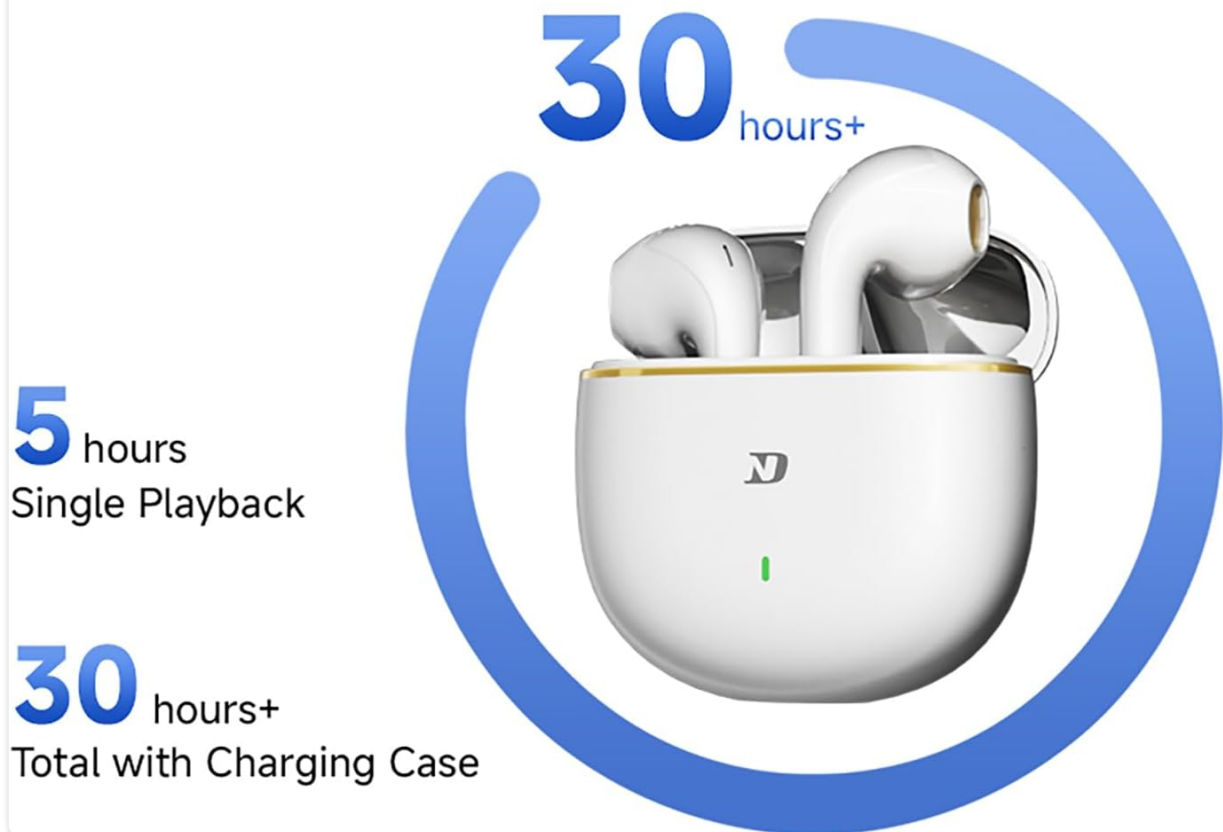 30 hours+
5 hours
Single Playback
30 hours+
Total with Charging Case
ND